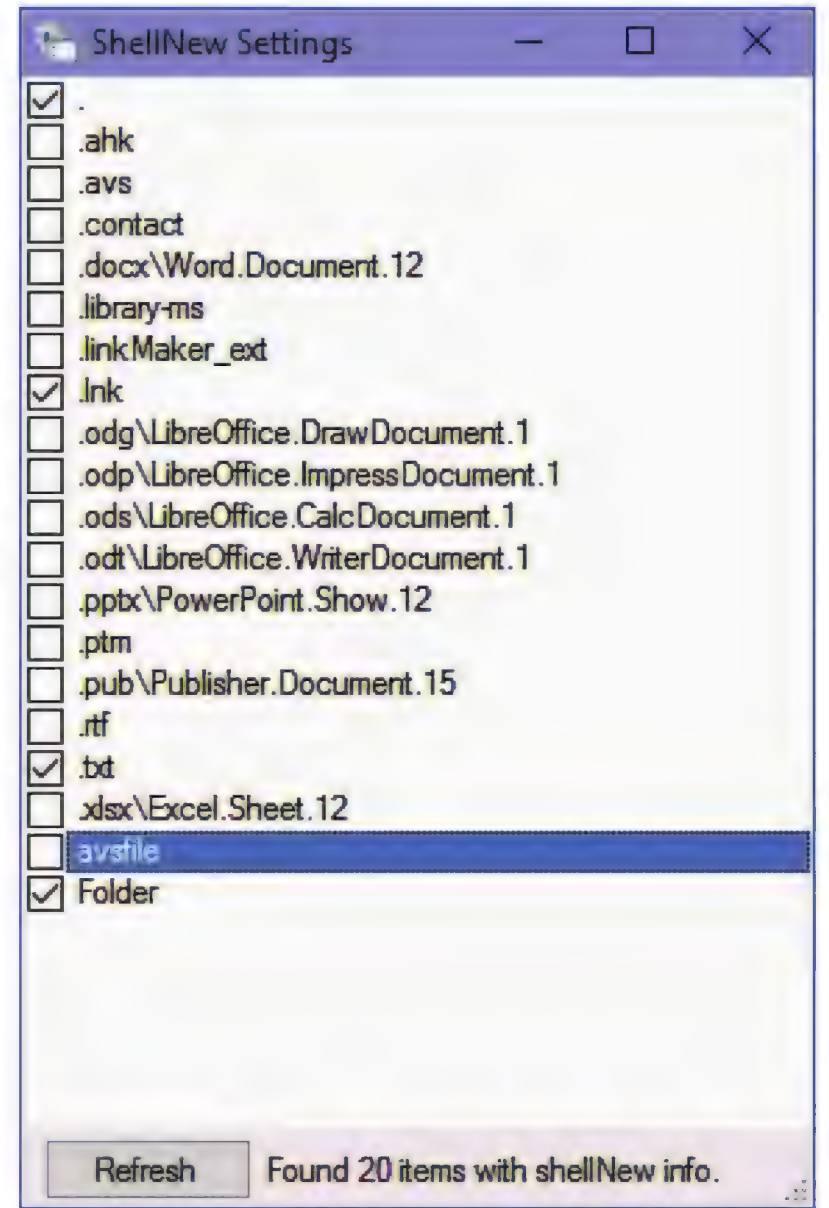 ShellNew Settings
.
.ahk
.avs
.contact
.docx\Word.Document.12
.library-ms
.linkMaker_ext
.lnk
.odg\LibreOffice.DrawDocument.1
.odp\LibreOffice.ImpressDocument.1
.ods\LibreOffice.CalcDocument.1
.odt\LibreOffice.WriterDocument.1
.pptx\PowerPoint.Show.12
.ptm
.pub\Publisher.Document.15
.rtf
.txt
.xlsx\Excel.Sheet.12
avsfile
Folder
Refresh Found 20 items with shellNew info.